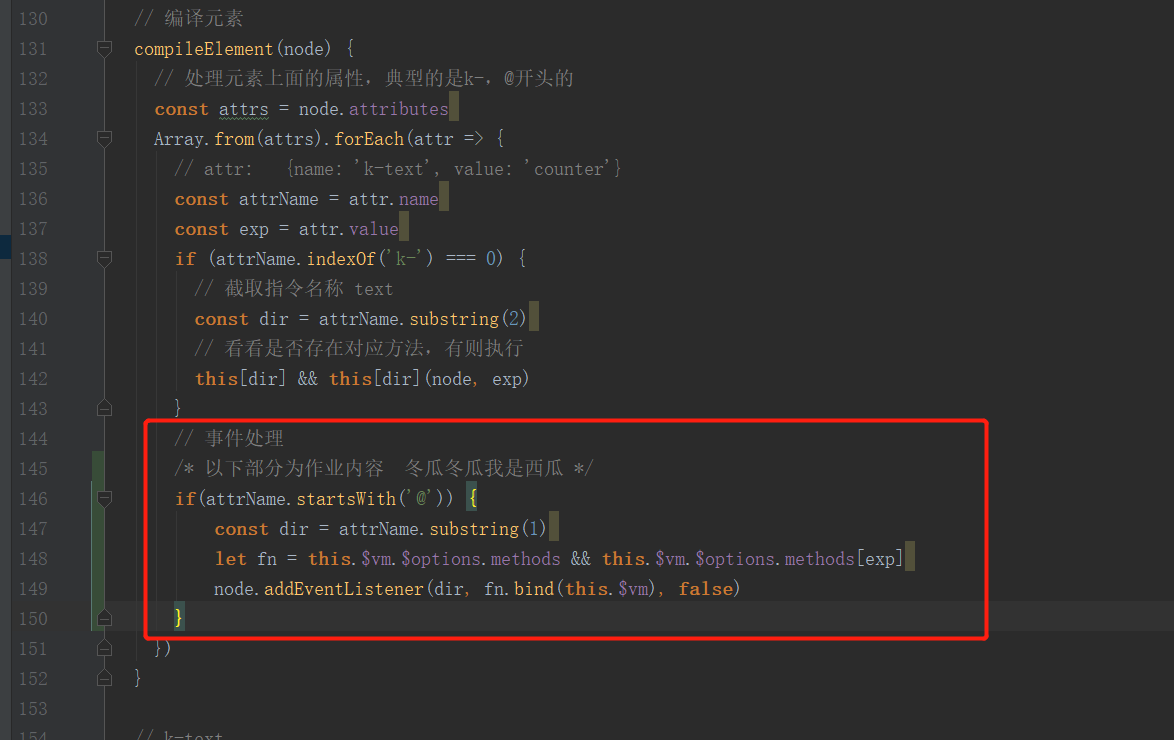 130 // 编译元素
131 compileElement(node) {
132 // 处理元素上面的属性，典型的是k-，@开头的
133 const attrs = node.attributes
134 Array.from(attrs).forEach(attr => {
135 // attr:   {name: 'k-text', value: 'counter'}
136 const attrName = attr.name
137 const exp = attr.value
138 if (attrName.indexOf('k-') === 0) {
139 // 截取指令名称 text
140 const dir = attrName.substring(2)
141 // 看看是否存在对应方法，有则执行
142 this[dir] && this[dir](node, exp)
143 }
144 // 事件处理
145 /* 以下部分为作业内容  冬瓜冬瓜我是西瓜 */
146 if(attrName.startsWith('@')) {
147 const dir = attrName.substring(1)
148 let fn = this.$vm.$options.methods && this.$vm.$options.methods[exp]
149 node.addEventListener(dir, fn.bind(this.$vm), false)
150 }
151 })
152 }
153
154 // k-text